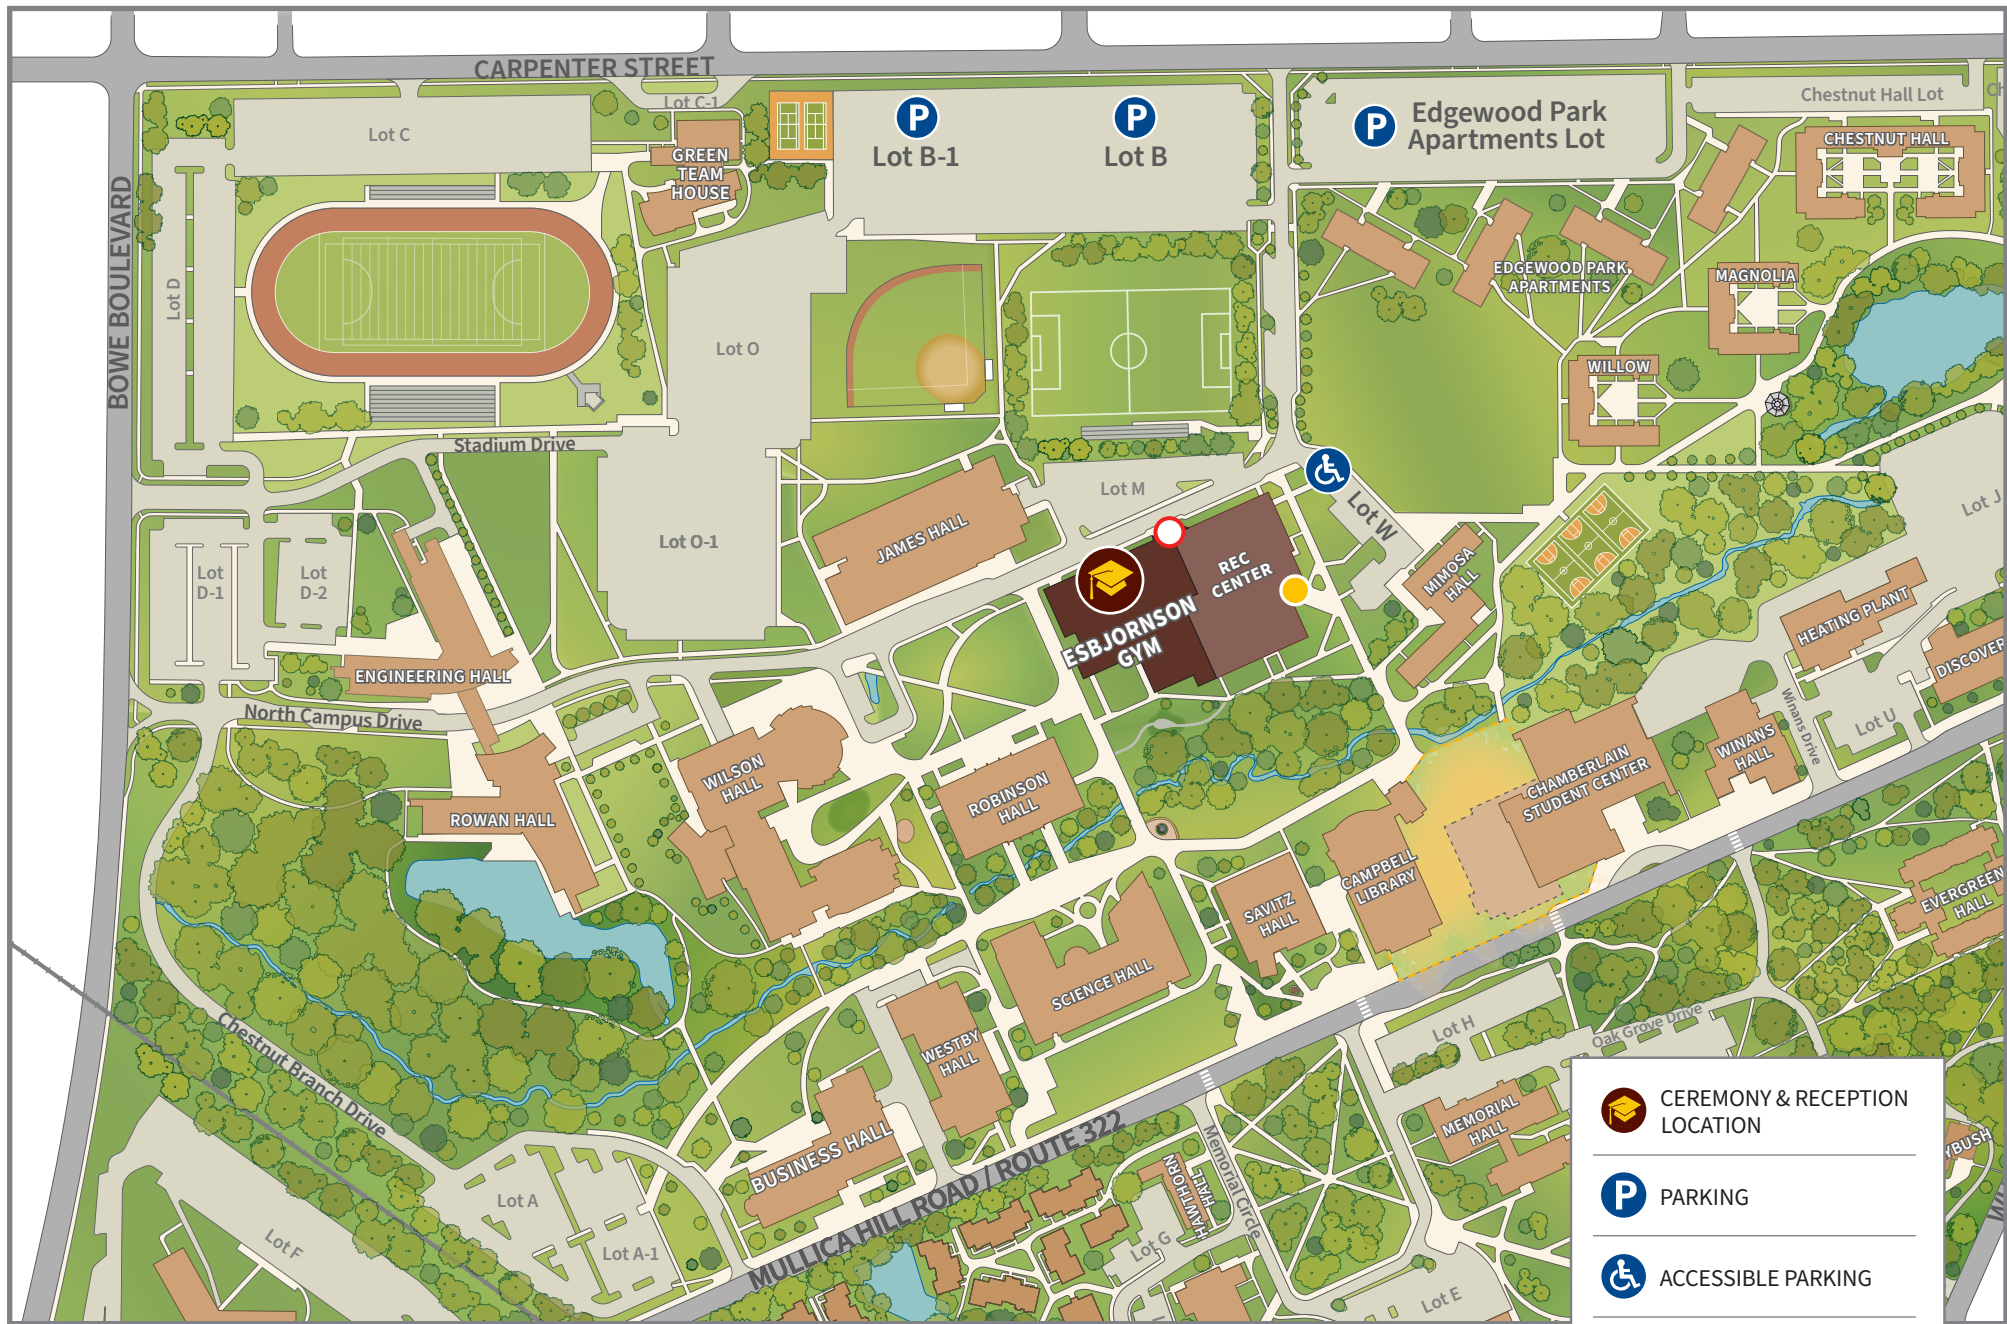 CARPENTER STREET
Lot C-1
Chestnut Hall Lot
Lot C
P
P
P
Lot B-1
Lot B
Edgewood Park
Apartments Lot
CHESTNUT HALL
GREEN
TEAM
HOUSE
BOWE BOULEVARD
Lot D
EDGEWOOD PARK
APARTMENTS
MAGNOLIA
Lot O
WILLOW
Stadium Drive
Lot M
Lot W
Lot J
JAMES HALL
Lot O-1
REC
CENTER
MIMOSA
HALL
Lot
D-1
Lot
D-2
ESBJORNSON
GYM
HEATING PLANT
DISCOVER
ENGINEERING HALL
North Campus Drive
Winans Drive
Lot U
WILSON
HALL
ROBINSON
HALL
CHAMBERLAIN
STUDENT CENTER
WINANS
HALL
ROWAN HALL
CAMPBELL
LIBRARY
SAVITZ
HALL
EVERGREEN
HALL
SCIENCE HALL
Chestnut Branch Drive
WESTBY
HALL
Lot H
Oak Grove Drive
BUSINESS HALL
MULLICA HILL ROAD / ROUTE 322
MEMORIAL
HALL
Memorial Circle
HAWTHORN
HALL
YBUSH
Lot A
Lot A-1
Lot F
Lot G
Lot E
CEREMONY & RECEPTION
LOCATION
P
PARKING
ACCESSIBLE PARKING